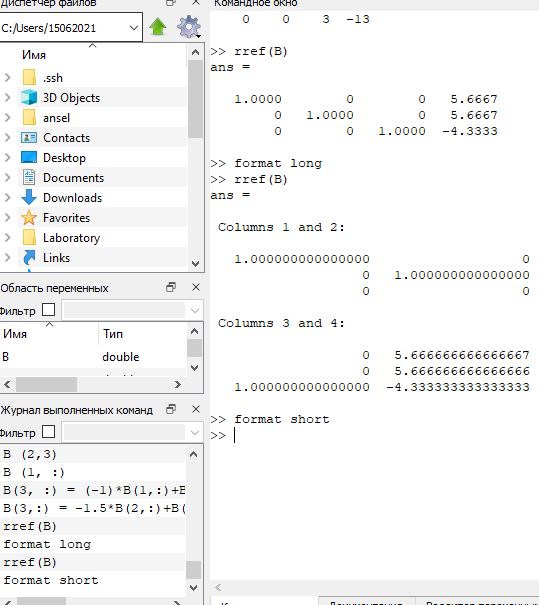 Диспетчер файлов
C:/Users/15062021
Имя
.ssh
3D Objects
ansel
Contacts
Desktop
Documents
Downloads
Favorites
Laboratory
Links
Область переменных
Фильтр
Имя Тип
B double
Журнал выполненных команд
Фильтр
B (2,3)
B (1, :)
B(3, :) = (-1)*B(1,:)+B
B(3,:) = -1.5*B(2,:)+B(
rref(B)
format long
rref(B)
format short
Командное окно
0 0 3 -13
>> rref(B)
ans =
1.0000 0 0 5.6667
0 1.0000 0 5.6667
0 0 1.0000 -4.3333
>> format long
>> rref(B)
ans =
Columns 1 and 2:
1.000000000000000 0
0 1.000000000000000
0 0
Columns 3 and 4:
0 5.666666666666667
0 5.666666666666666
1.000000000000000 -4.333333333333333
>> format short
>>